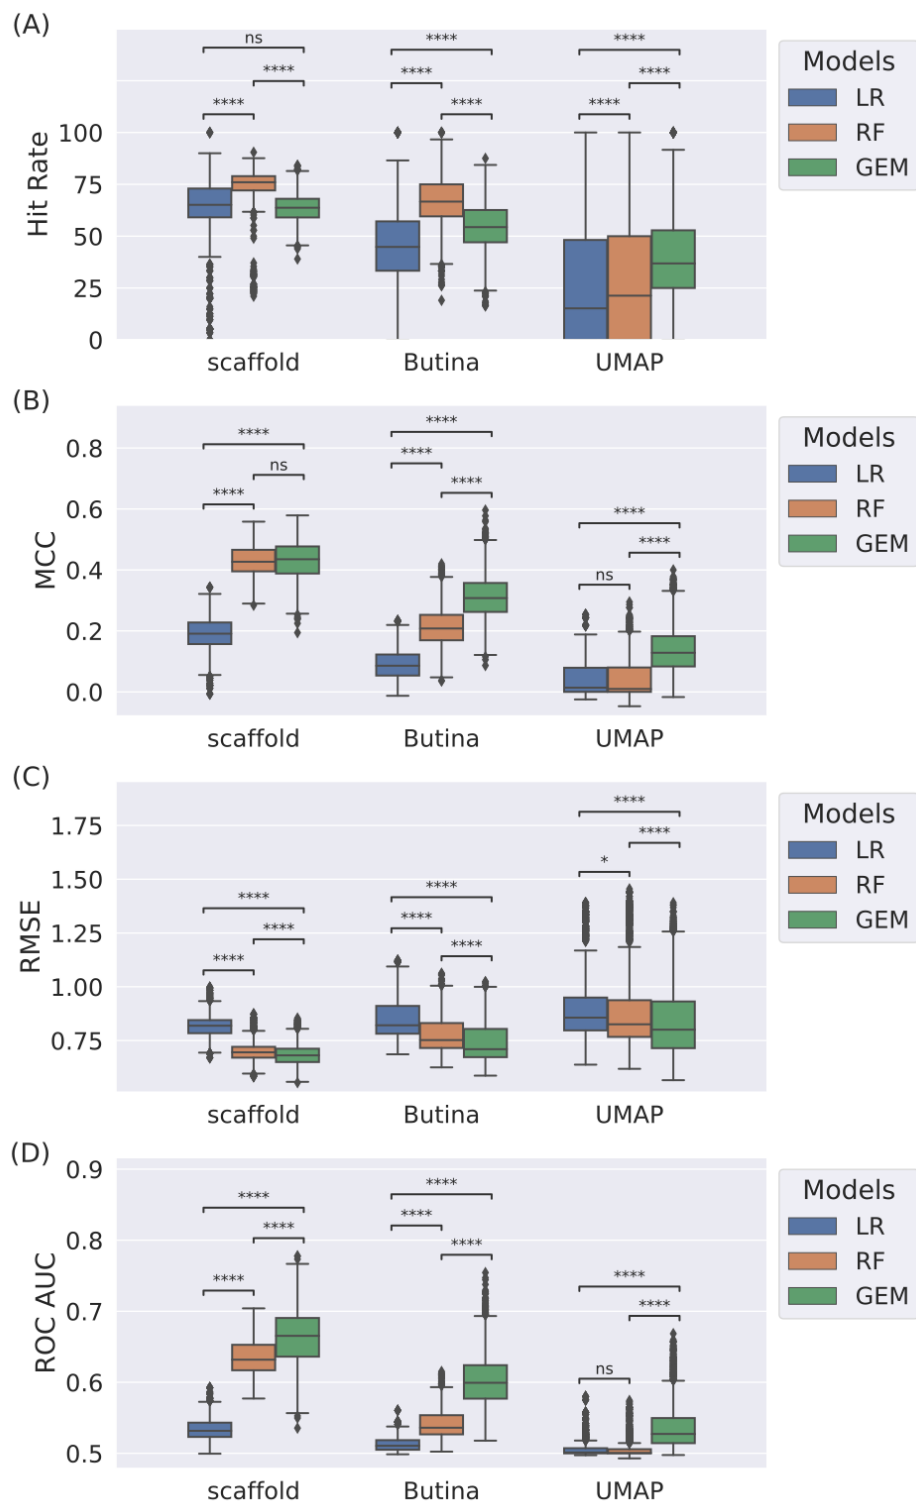 (A)
Hit Rate
100
75
50
25
0
ns
****
****
****
****
****
****
****
****
scaffold
Butina
UMAP
Models
LR
RF
GEM
(B)
MCC
0.8
0.6
0.4
0.2
0.0
****
ns
****
****
****
****
****
****
ns
scaffold
Butina
UMAP
Models
LR
RF
GEM
(C)
RMSE
1.75
1.50
1.25
1.00
0.75
****
****
****
****
****
****
****
****
*
scaffold
Butina
UMAP
Models
LR
RF
GEM
(D)
ROC AUC
0.9
0.8
0.7
0.6
0.5
****
****
****
****
****
****
****
****
ns
scaffold
Butina
UMAP
Models
LR
RF
GEM